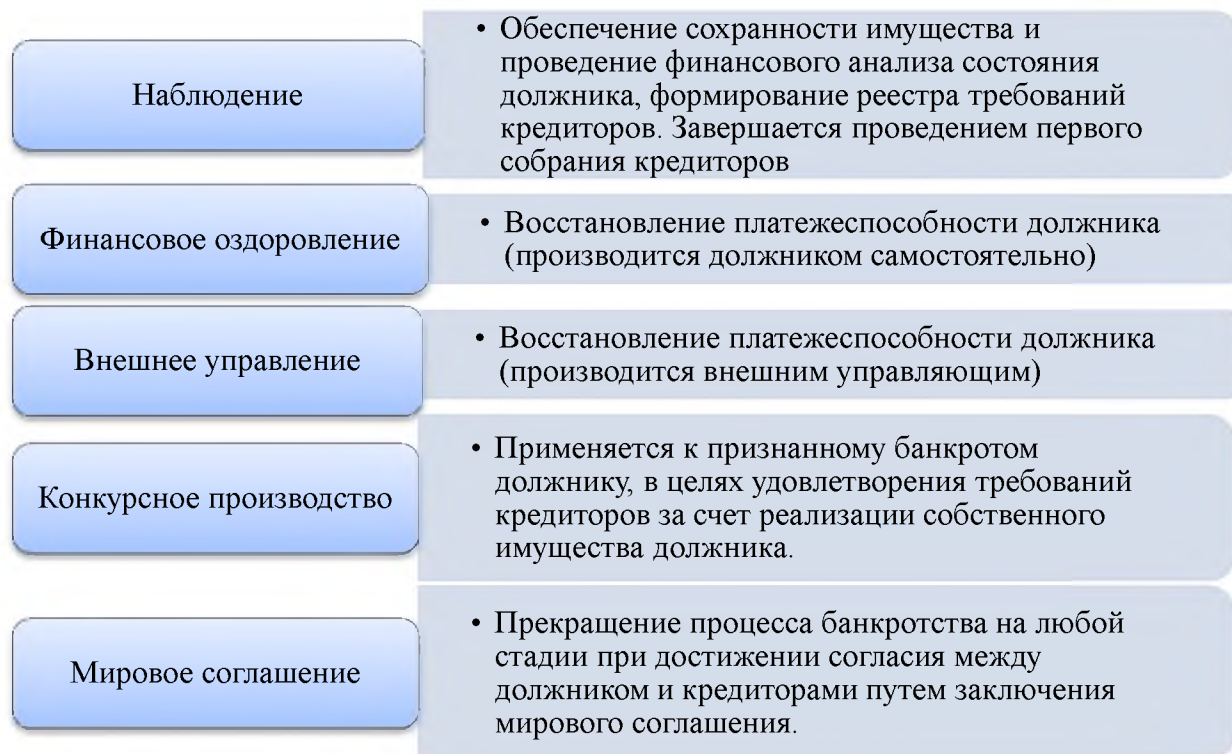 Наблюдение
• Обеспечение сохранности имущества и
проведение финансового анализа состояния
должника, формирование реестра требований
кредиторов. Завершается проведением первого
собрания кредиторов
Финансовое оздоровление
• Восстановление платежеспособности должника
(производится должником самостоятельно)
Внешнее управление
• Восстановление платежеспособности должника
(производится внешним управляющим)
Конкурсное производство
• Применяется к признанному банкротом
должнику, в целях удовлетворения требований
кредиторов за счет реализации собственного
имущества должника.
Мировое соглашение
• Прекращение процесса банкротства на любой
стадии при достижении согласия между
должником и кредиторами путем заключения
мирового соглашения.